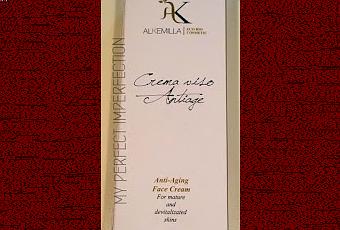 AK
ALKEMILLA
ECO BIO
COSMETIC
MY PERFECT IMPERFECTION
Crema viso
Antiage
Anti-Aging
Face Cream
For mature
and
devitalizated
skins